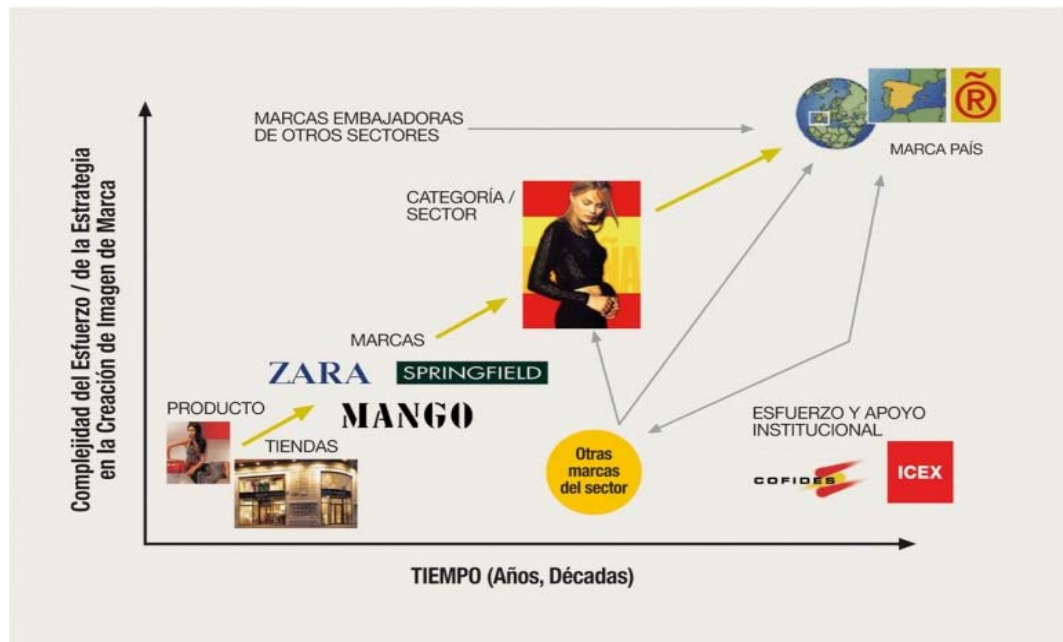 MARCAS EMBAJADORAS
DE OTROS SECTORES
Ñ
R
MARCA PAÍS
CATEGORÍA /
SECTOR
MARCAS
ZARA
SPRINGFIELD
MANGO
PRODUCTO
TIENDAS
Otras
marcas
del sector
ESFUERZO Y APOYO
INSTITUCIONAL
COFIDES
ICEX
Complejidad del Esfuerzo / de la Estrategia
en la Creación de Imagen de Marca
TIEMPO (Años, Décadas)